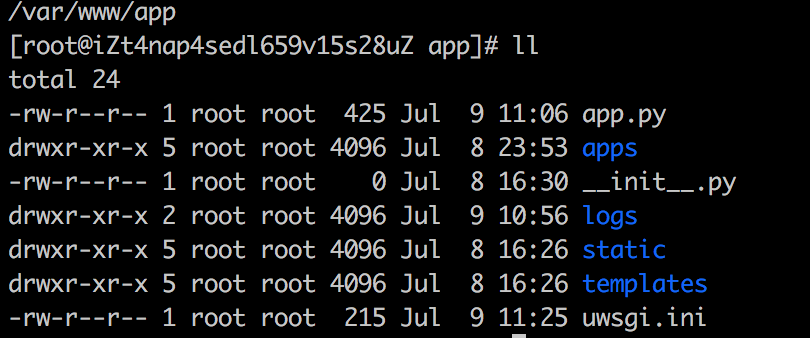 /var/www/app
[root@iZt4nap4sedl659v15s28uZ app]# ll
total 24
-rw-r--r-- 1 root root  425 Jul  9 11:06 app.py
drwxr-xr-x 5 root root 4096 Jul  8 23:53 apps
-rw-r--r-- 1 root root    0 Jul  8 16:30 __init__.py
drwxr-xr-x 2 root root 4096 Jul  9 10:56 logs
drwxr-xr-x 5 root root 4096 Jul  8 16:26 static
drwxr-xr-x 5 root root 4096 Jul  8 16:26 templates
-rw-r--r-- 1 root root  215 Jul  9 11:25 uwsgi.ini